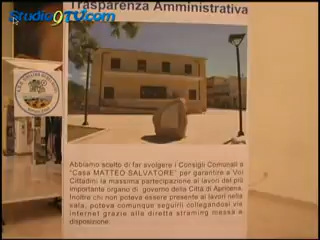 Studio9TV.com
Trasparenza Amministrativa
Abbiamo scelto di far svolgere i Consigli Comunali a
"Casa MATTEO SALVATORE" per garantire a Voi
Cittadini la massima partecipazione ai lavori del più
importante organo di governo della Città di Apricena.
Inoltre chi non poteva essere presente ai lavori nella
sala, poteva comunque seguirli collegandosi via
internet grazie alla diretta straming messa a
disposizione.